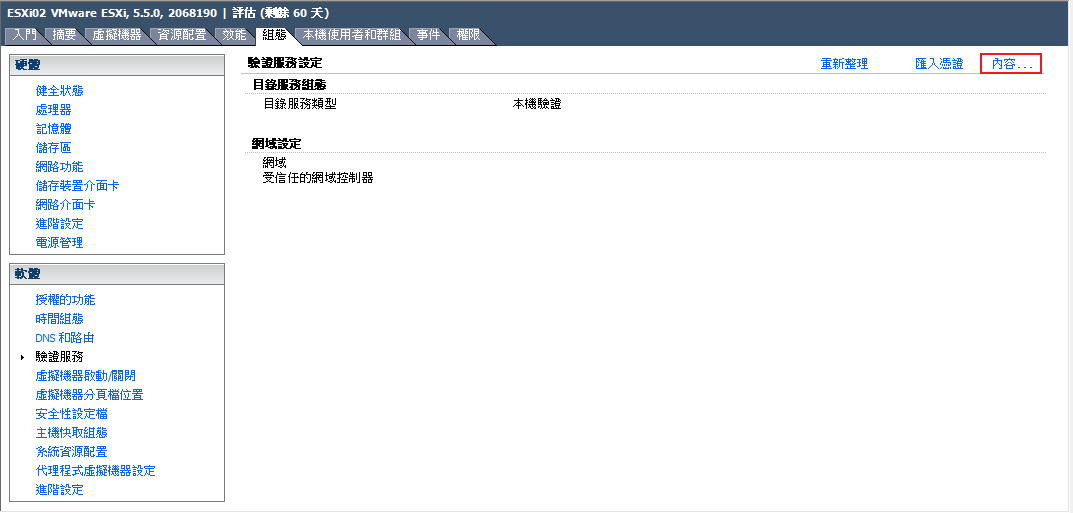 ESXi02 VMware ESXi, 5.5.0, 2068190 | 評估 (剩餘 60 天)
入門 摘要 虛擬機器 資源配置 效能 組態 本機使用者和群組 事件 權限
硬體
健全狀態
處理器
記憶體
儲存區
網路功能
儲存裝置介面卡
網路介面卡
進階設定
電源管理
軟體
授權的功能
時間組態
DNS 和路由
驗證服務
虛擬機器啟動/關閉
虛擬機器分頁檔位置
安全性設定檔
主機快取組態
系統資源配置
代理程式虛擬機器設定
進階設定
驗證服務設定 重新整理 匯入憑證 內容...
目錄服務組態
目錄服務類型 本機驗證
網域設定
網域
受信任的網域控制器